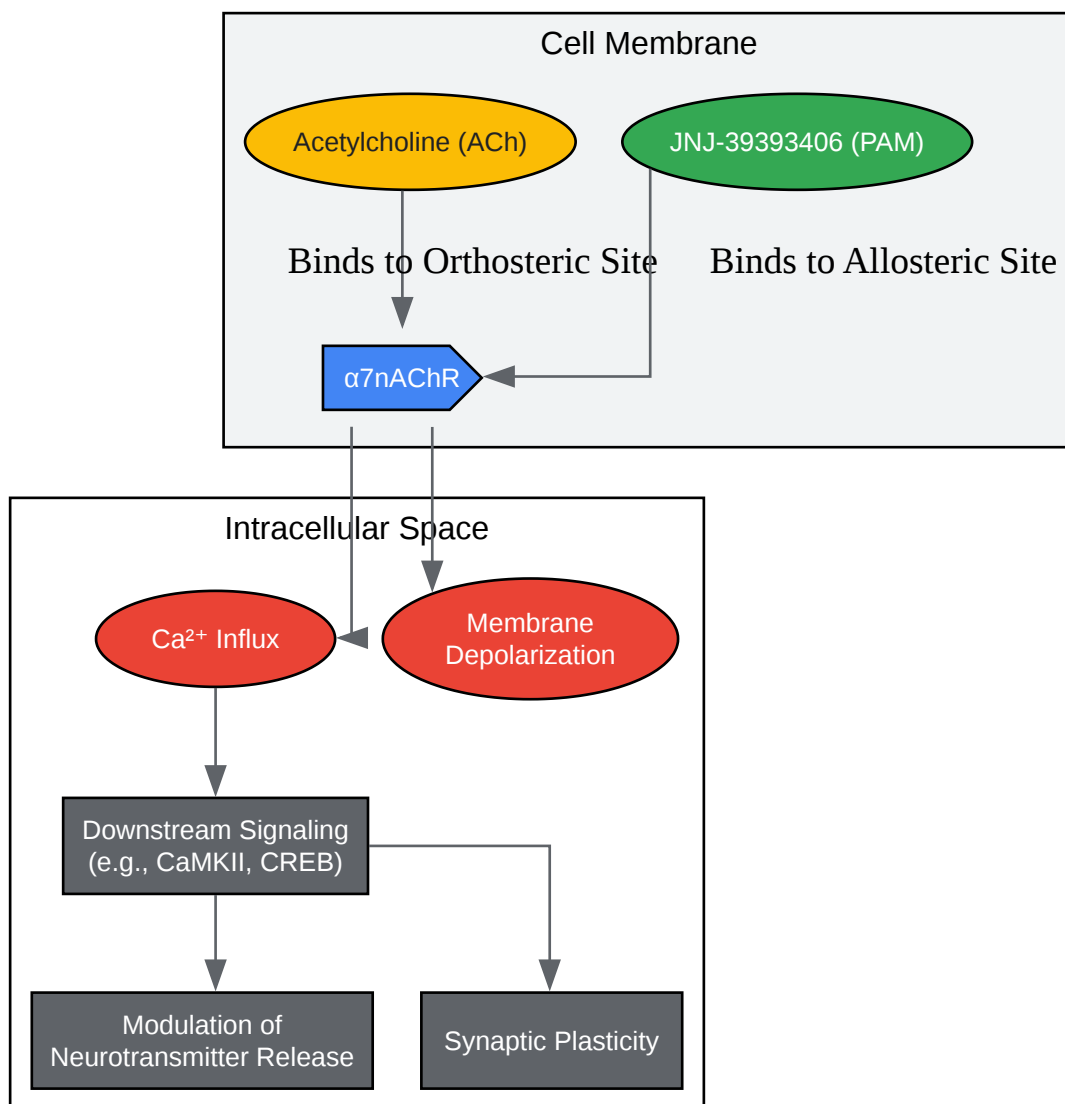 Cell Membrane
Acetylcholine (ACh)
JNJ-39393406 (PAM)
Binds to Orthosteric Site
Binds to Allosteric Site
α7nAChR
Intracellular Space
Ca²⁺ Influx
Membrane
Depolarization
Downstream Signaling
(e.g., CaMKII, CREB)
Modulation of
Neurotransmitter Release
Synaptic Plasticity